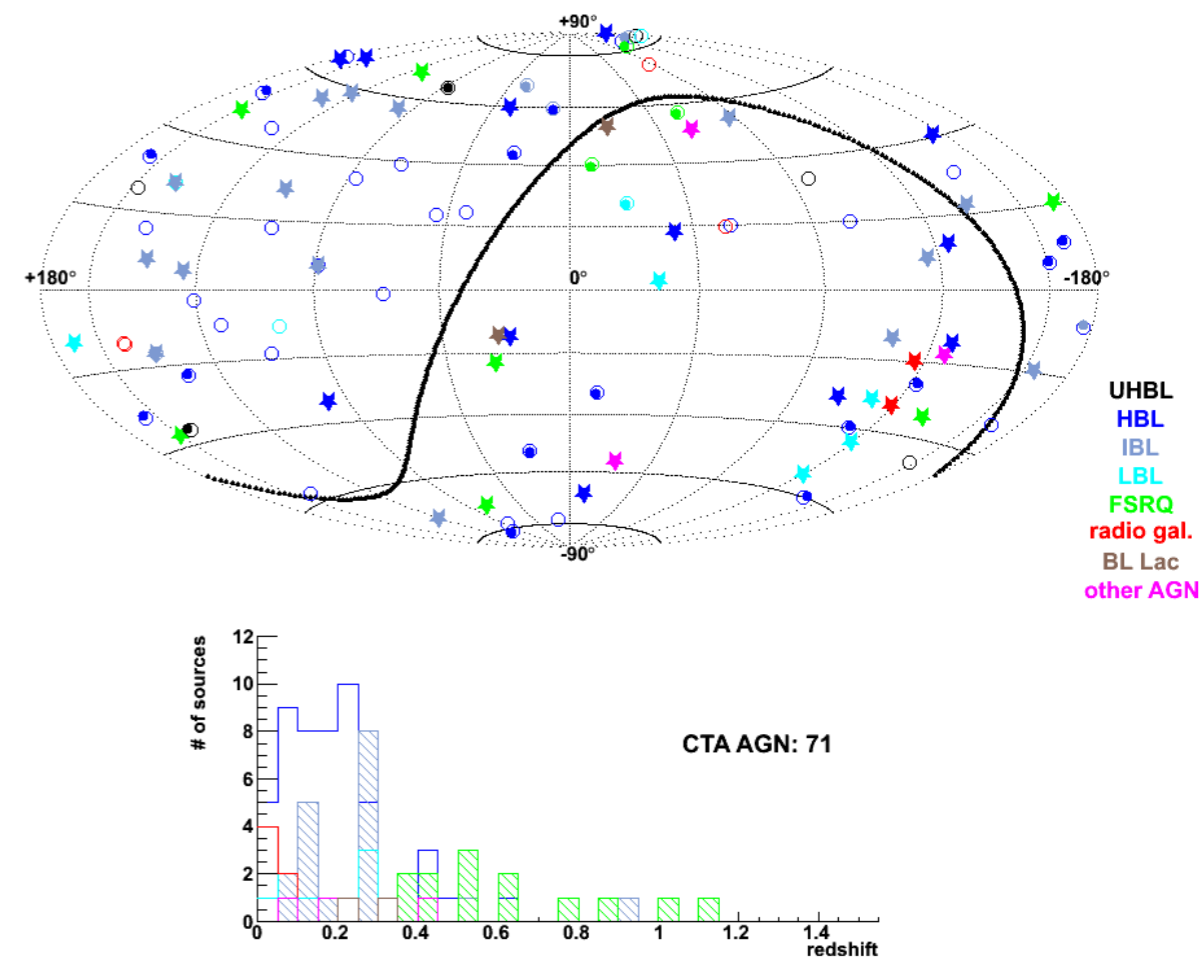 +90°
+180°
0°
-180°
-90°
UHBL
HBL
IBL
LBL
FSRQ
radio gal.
BL Lac
other AGN
# of sources
12
10
8
6
4
2
0
CTA AGN: 71
0 0.2 0.4 0.6 0.8 1 1.2 1.4
redshift